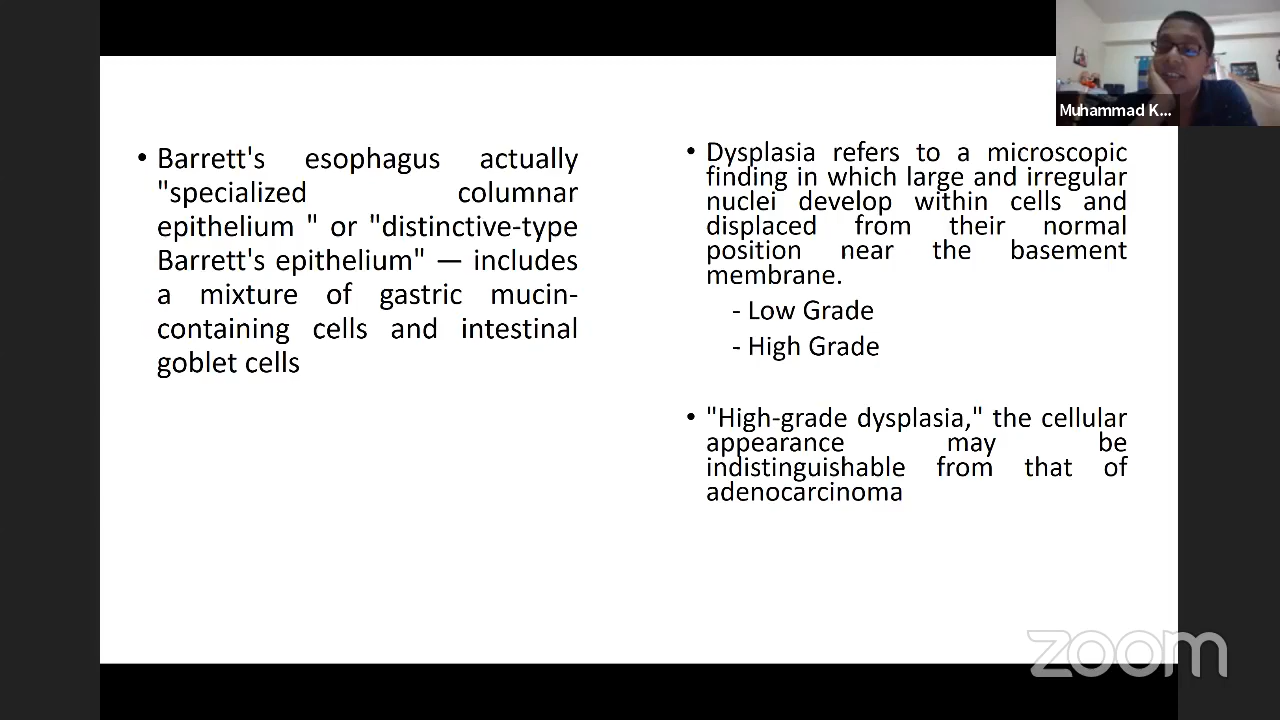 Muhammad K...
• Barrett's esophagus actually
"specialized columnar
epithelium " or "distinctive-type
Barrett's epithelium" — includes
a mixture of gastric mucin-
containing cells and intestinal
goblet cells
• Dysplasia refers to a microscopic
finding in which large and irregular
nuclei develop within cells and
displaced from their normal
position near the basement
membrane.
- Low Grade
- High Grade
• "High-grade dysplasia," the cellular
appearance may be
indistinguishable from that of
adenocarcinoma
zoom